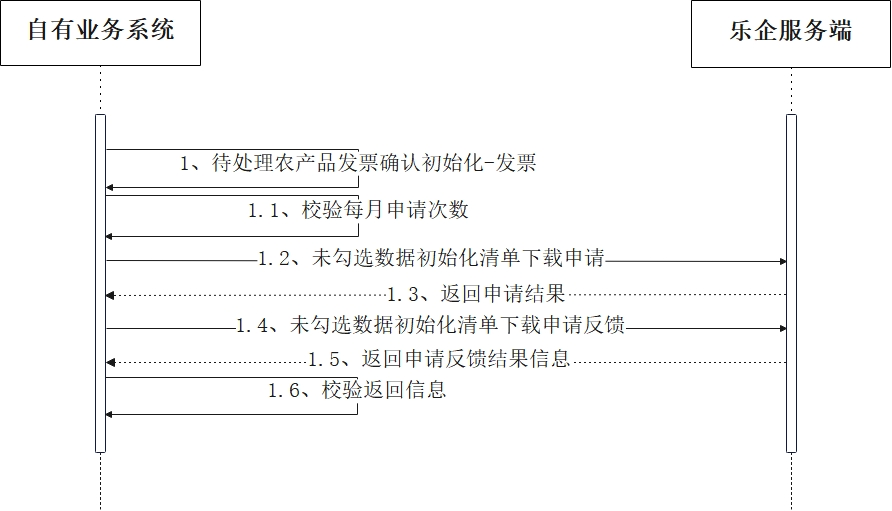 自有业务系统
乐企服务端
1、待处理农产品发票确认初始化-发票
1.1、校验每月申请次数
1.2、未勾选数据初始化清单下载申请
1.3、返回申请结果
1.4、未勾选数据初始化清单下载申请反馈
1.5、返回申请反馈结果信息
1.6、校验返回信息